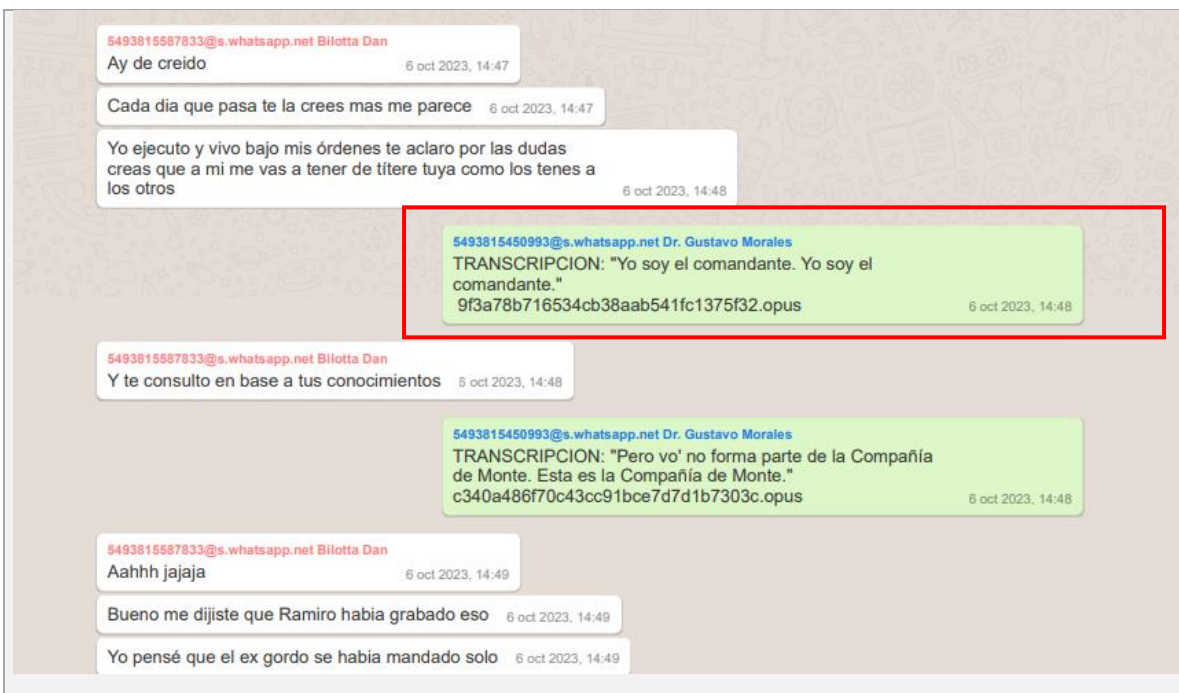 5493815587833@s.whatsapp.net Bilotta Dan
Ay de creido 6 oct 2023, 14:47
Cada dia que pasa te la crees mas me parece 6 oct 2023, 14:47
Yo ejecuto y vivo bajo mis órdenes te aclaro por las dudas
creas que a mi me vas a tener de títere tuya como los tenes a
los otros 6 oct 2023, 14:48
5493815450993@s.whatsapp.net Dr. Gustavo Morales
TRANSCRIPCION: "Yo soy el comandante. Yo soy el
comandante."
9f3a78b716534cb38aab541fc1375f32.opus 6 oct 2023, 14:48
5493815587833@s.whatsapp.net Bilotta Dan
Y te consulto en base a tus conocimientos 6 oct 2023, 14:48
5493815450993@s.whatsapp.net Dr. Gustavo Morales
TRANSCRIPCION: "Pero vo' no forma parte de la Compañía
de Monte. Esta es la Compañía de Monte."
c340a486f70c43cc91bce7d7d1b7303c.opus 6 oct 2023, 14:48
5493815587833@s.whatsapp.net Bilotta Dan
Aahhh jajaja 6 oct 2023, 14:49
Bueno me dijiste que Ramiro habia grabado eso 6 oct 2023, 14:49
Yo pensé que el ex gordo se habia mandado solo 6 oct 2023, 14:49